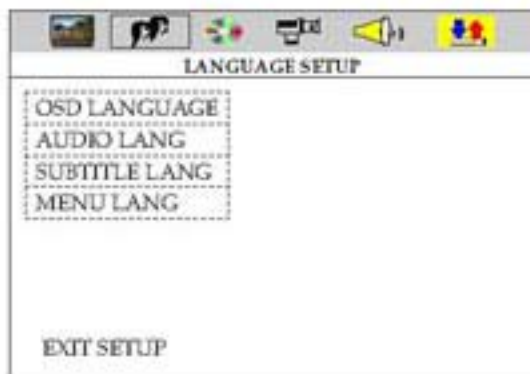 LANGUAGE SETUP
OSD LANGUAGE
AUDIO LANG
SUBTITLE LANG
MENU LANG
EXIT SETUP